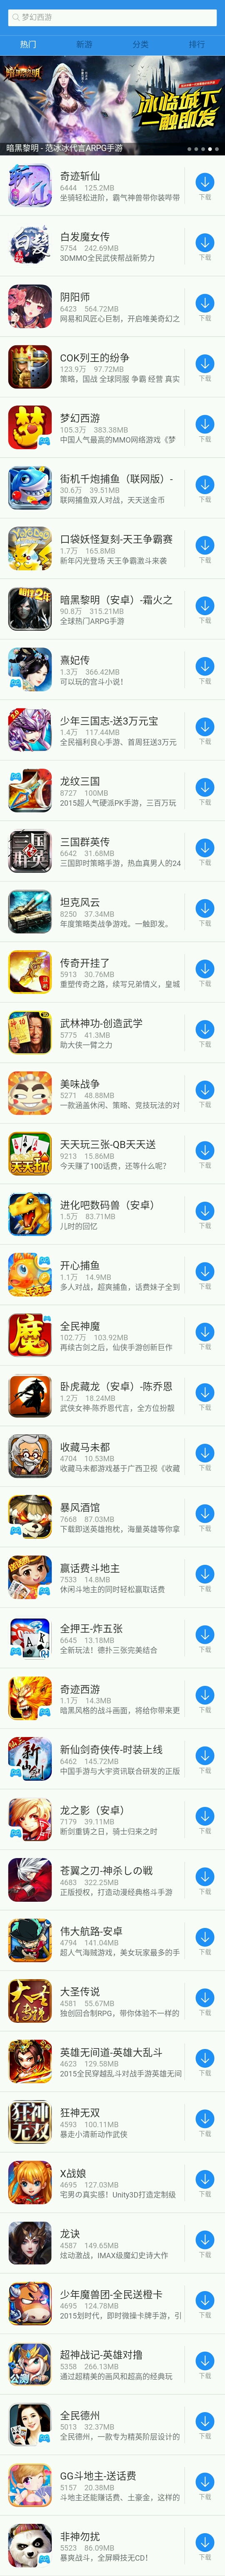 梦幻西游
热门
新游
分类
排行
暗黑黎明
冰临城下
一触即发
暗黑黎明 - 范冰冰代言ARPG手游
奇迹斩仙
6444 125.2MB
坐骑轻松进阶，霸气神兽带你装哔带
下载
白发魔女传
5754 242.69MB
3DMMO全民武侠帮战新势力
下载
阴阳师
6423 564.72MB
网易和风匠心巨制，开启唯美奇幻之
下载
COK列王的纷争
123.9万 97.72MB
策略，国战 全球同服 争霸 经营 真实
下载
梦幻西游
105.3万 383.38MB
中国人气最高的MMO网络游戏《梦
下载
街机千炮捕鱼（联网版）-
30.6万 39.51MB
联网捕鱼双人对战，天天送金币
下载
口袋妖怪复刻-天王争霸赛
1.7万 165.8MB
新年闪光登场 天王争霸激斗来袭
下载
暗黑黎明（安卓）-霜火之
90.8万 315.21MB
全球热门ARPG手游
下载
熹妃传
1.3万 366.42MB
可以玩的宫斗小说！
下载
少年三国志-送3万元宝
1.4万 117.44MB
全民福利良心手游、首周狂送3万元
下载
龙纹三国
8727 100MB
2015超人气硬派PK手游，三百万玩
下载
三国群英传
6642 31.68MB
三国即时策略手游，热血真男人的24
下载
坦克风云
8250 37.34MB
年度策略类战争游戏。一触即发。
下载
传奇开挂了
5913 30.76MB
重塑传奇之路，续写兄弟情义，皇城
下载
武林神功-创造武学
5775 41.3MB
助大侠一臂之力
下载
美味战争
5271 48.88MB
一款涵盖休闲、策略、竞技玩法的对
下载
天天玩三张-QB天天送
9213 15.86MB
今天赚了100话费，还等什么呢？
下载
进化吧数码兽（安卓）
1.5万 83.71MB
儿时的回忆
下载
开心捕鱼
1.1万 14.9MB
多人对战，超爽捕鱼，话费妹子全到
下载
全民神魔
102.7万 103.92MB
再续古剑之后，仙侠手游创新巨作
下载
卧虎藏龙（安卓）-陈乔恩
1.2万 18.24MB
武侠女神-陈乔恩代言，全方位扮靓
下载
收藏马未都
4704 10.53MB
收藏马未都游戏基于广西卫视《收藏
下载
暴风酒馆
7668 87.03MB
下载即送英雄抱枕，海量英雄等你拿
下载
赢话费斗地主
7533 14.8MB
休闲斗地主的同时轻松赢取话费
下载
全押王-炸五张
6645 13.18MB
全新玩法！德扑三张完美结合
下载
奇迹西游
1.1万 14.3MB
暗黑风格的战斗画面，将给你带来更
下载
新仙剑奇侠传-时装上线
6462 145.72MB
中国手游与大宇资讯联合研发的正版
下载
龙之影（安卓）
7179 39.11MB
断剑重铸之日，骑士归来之时
下载
苍翼之刃-神杀しの戦
4683 322.25MB
正版授权，打造动漫经典格斗手游
下载
伟大航路-安卓
4794 141.04MB
超人气海贼游戏，美女玩家最多的手
下载
大圣传说
4581 55.67MB
独创回合制RPG，带你体验不一样的
下载
英雄无间道-英雄大乱斗
4623 129.58MB
2015全民穿越乱斗对战手游英雄无间
下载
狂神无双
4593 100.11MB
暴走小清新动作武侠
下载
X战娘
4695 127.03MB
宅男の真实感！Unity3D打造定制级
下载
龙诀
4587 149.65MB
炫动激战，IMAX级魔幻史诗大作
下载
少年魔兽团-全民送橙卡
4695 124.78MB
2015划时代，即时微操卡牌手游，引
下载
超神战记-英雄对撸
5358 266.13MB
通过超精美的画风和超高的经典玩
下载
全民德州
5013 32.37MB
全民德州，一款专为精英阶层设计的
下载
GG斗地主-送话费
5157 20.38MB
斗地主还能赚话费、土豪金，这样的
下载
非神勿扰
5523 86.09MB
暴爽战斗，全屏瞬技无CD！
下载